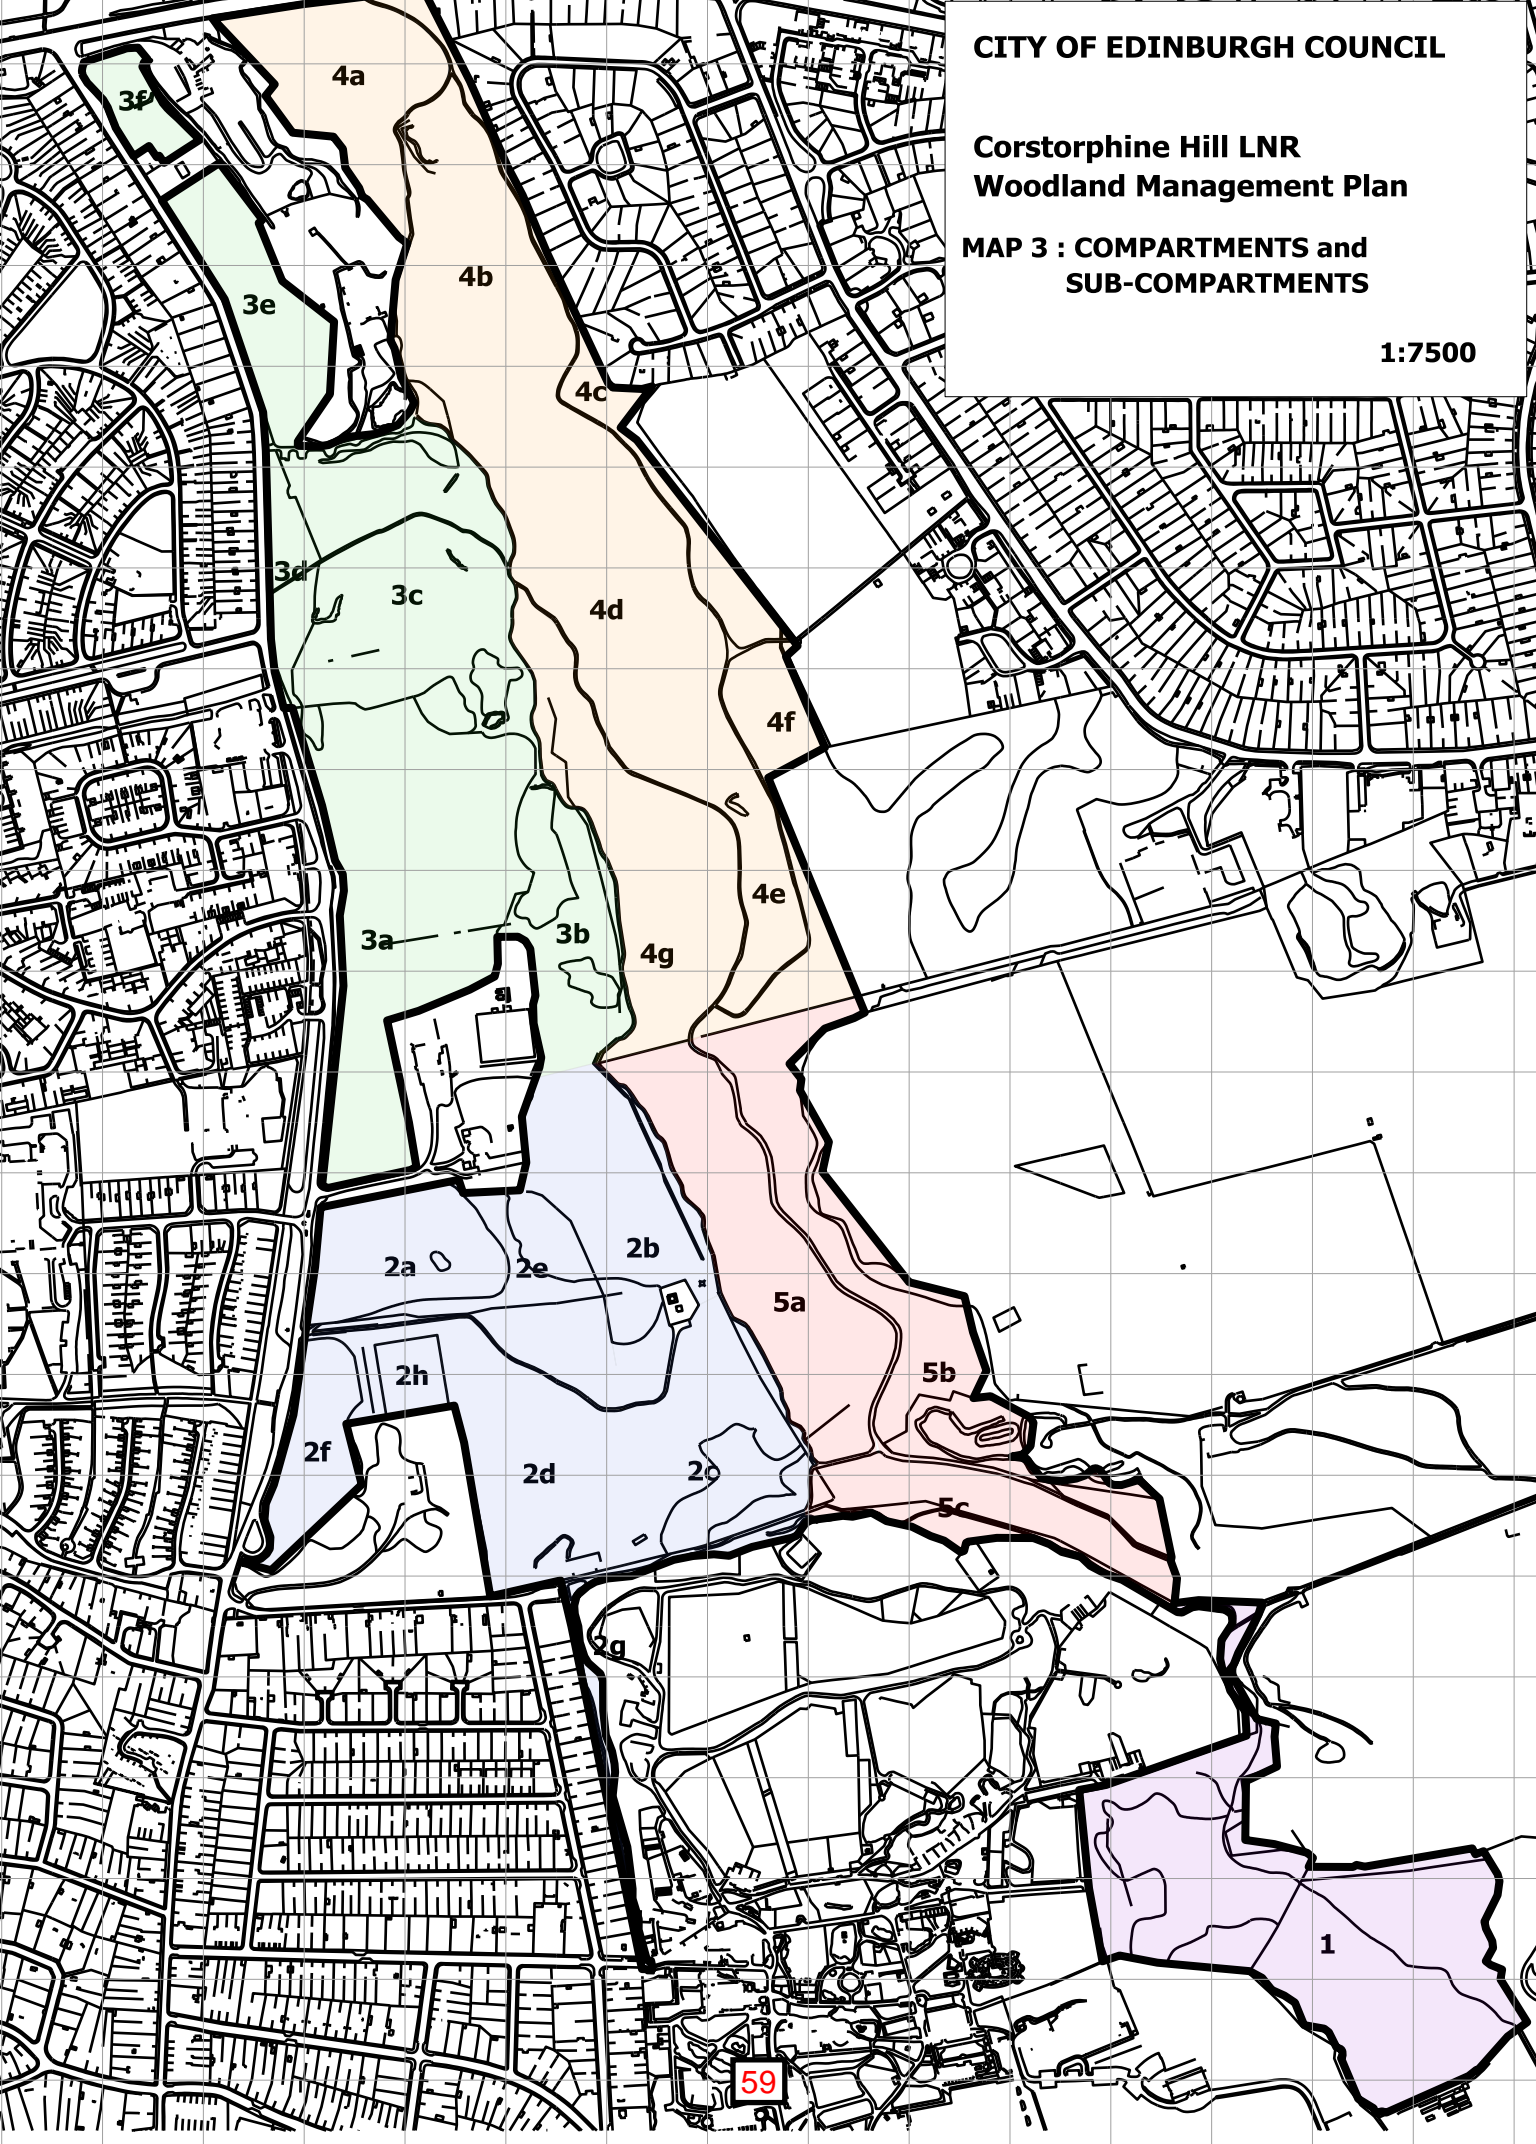 CITY OF EDINBURGH COUNCIL
Corstorphine Hill LNR
Woodland Management Plan
MAP 3 : COMPARTMENTS and
SUB-COMPARTMENTS
1:7500
4a
3f
4b
3e
4c
3d
3c
4d
4f
4e
3b
3a
4g
2b
2a
2e
5a
5b
2h
2f
2d
2c
5c
2g
1
59